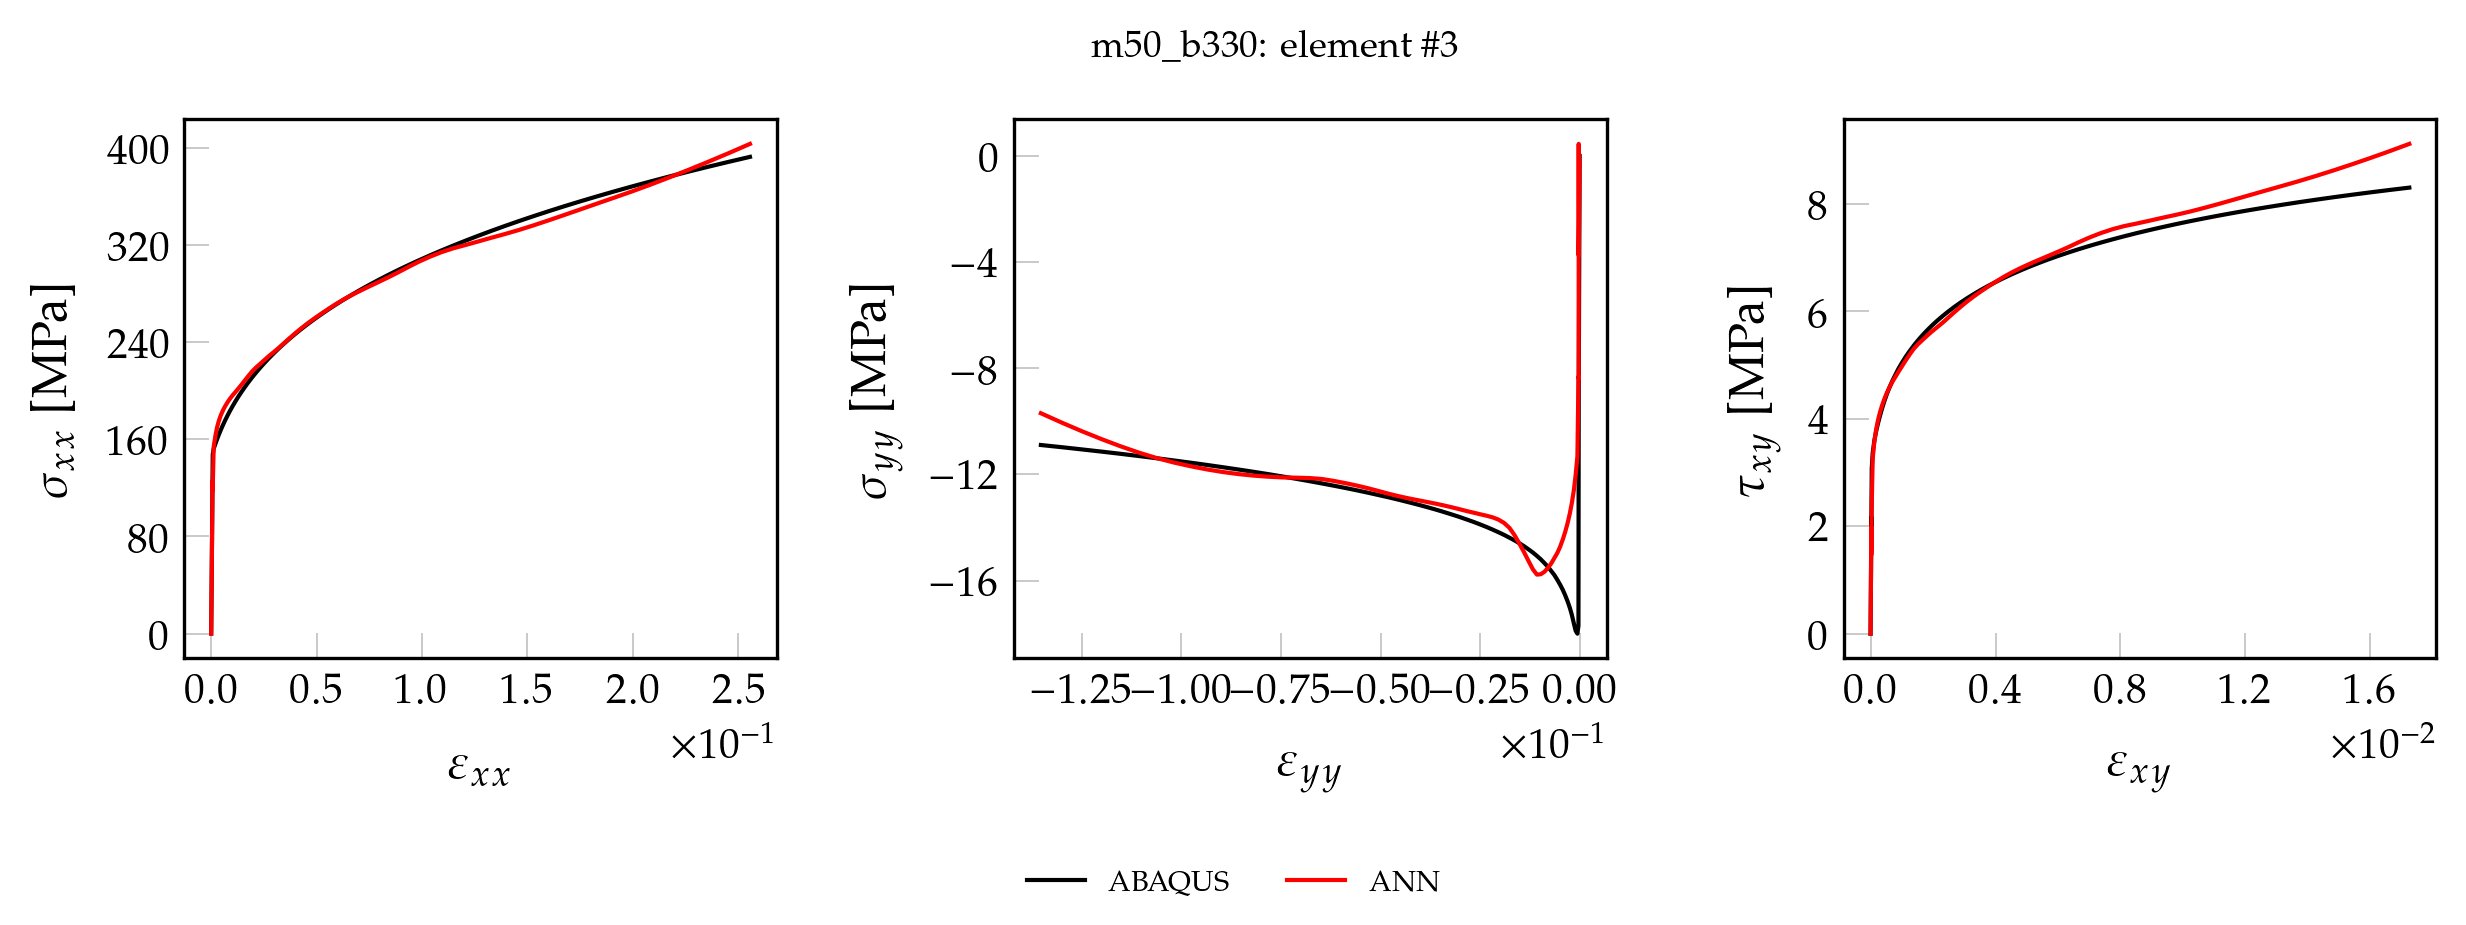 m50_b330: element #3
400
320
240
160
80
0
σxx [MPa]
0.0 0.5 1.0 1.5 2.0 2.5
×10−1
εxx
0
−4
−8
−12
−16
σyy [MPa]
−1.25 −1.00 −0.75 −0.50 −0.25 0.00
×10−1
εyy
8
6
4
2
0
τxy [MPa]
0.0 0.4 0.8 1.2 1.6
×10−2
εxy
ABAQUS ANN